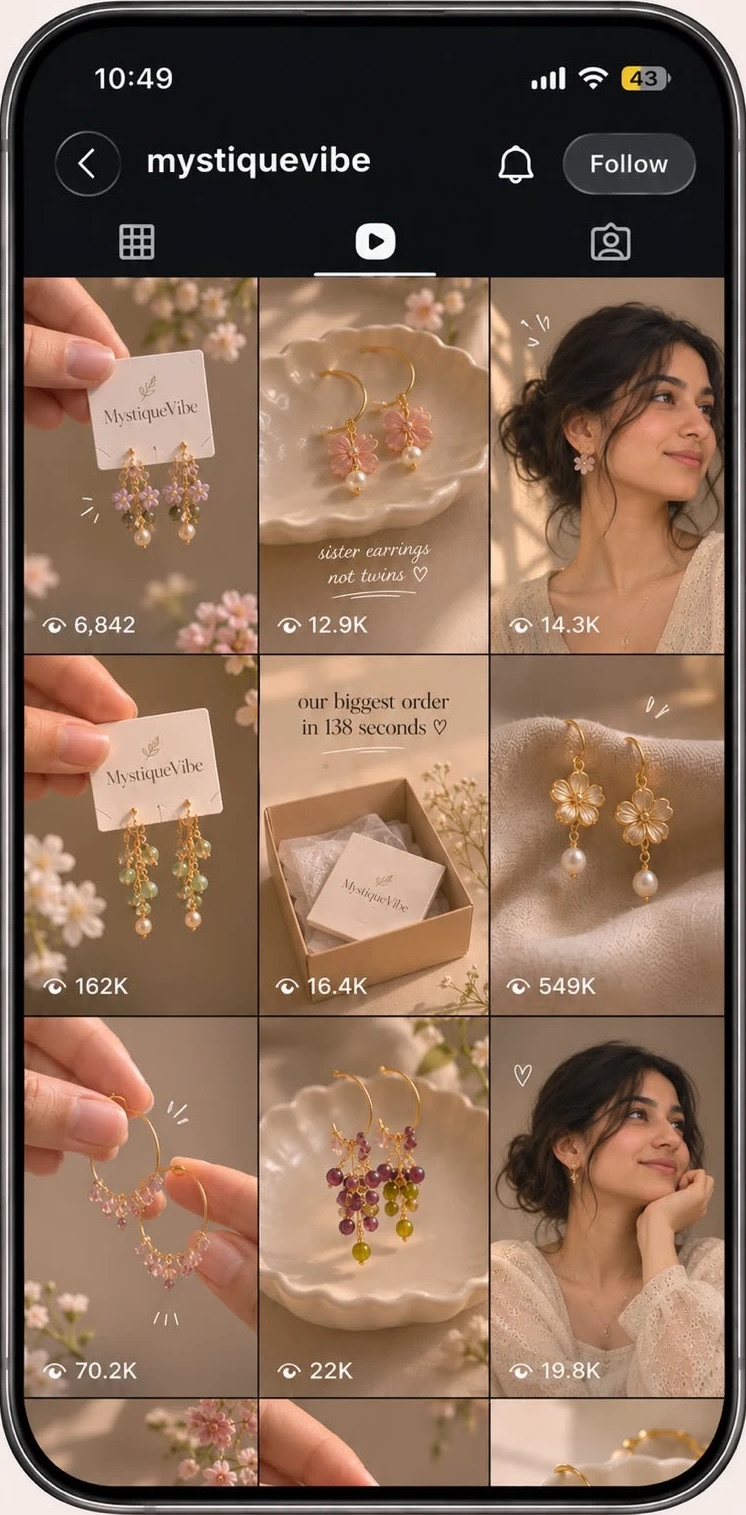 10:49
43
mystiquevibe
Follow
MystiqueVibe
6,842
sister earrings
not twins ♡
12.9K
14.3K
MystiqueVibe
162K
our biggest order
in 138 seconds ♡
MystiqueVibe
16.4K
549K
70.2K
22K
19.8K